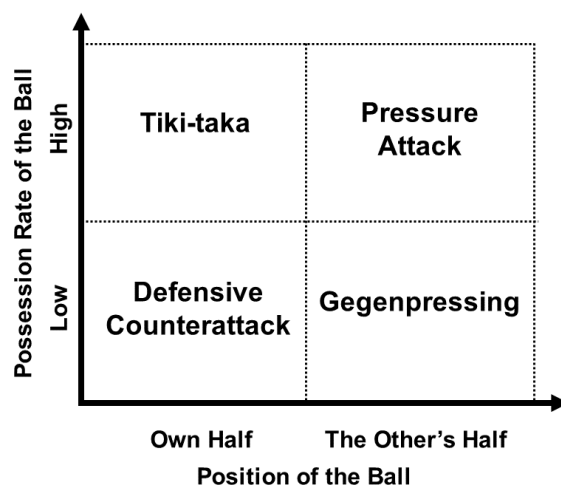 Possession Rate of the Ball
High
Low
Tiki-taka
Pressure
Attack
Defensive
Counterattack
Gegenpressing
Own Half
The Other's Half
Position of the Ball